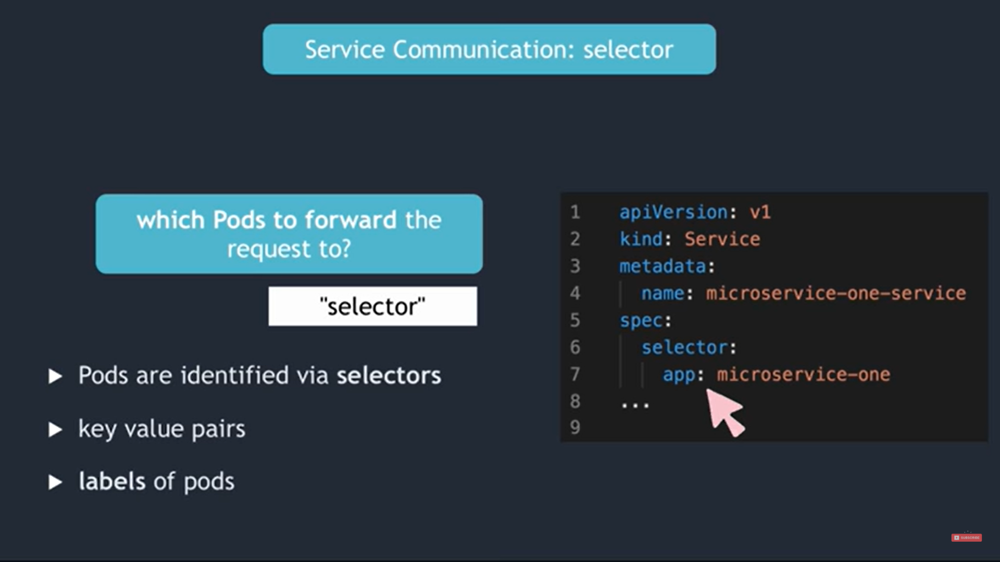 Service Communication: selector
which Pods to forward the
request to?
"selector"
▶ Pods are identified via selectors
▶ key value pairs
▶ labels of pods
1 apiVersion: v1
2 kind: Service
3 metadata:
4   name: microservice-one-service
5 spec:
6   selector:
7     app: microservice-one
8 ...
9
SUBSCRIBE